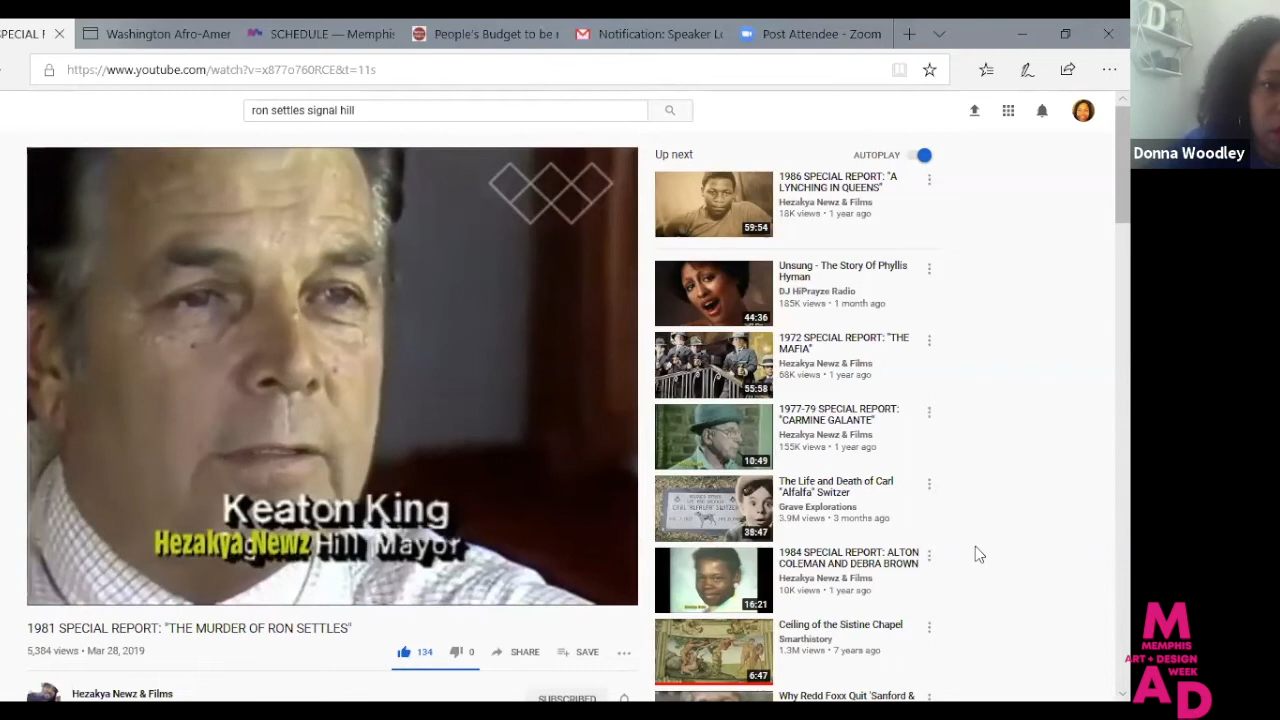 SPECIAL F
Washington Afro-Amer
SCHEDULE — Memphis
People's Budget to be
Notification: Speaker Lo
Post Attendee - Zoom
https://www.youtube.com/watch?v=x877o760RCE&t=11s
ron settles signal hill
Donna Woodley
Keaton King
Hezakya Newz Hill Mayor
1981 SPECIAL REPORT: "THE MURDER OF RON SETTLES"
5,384 views • Mar 28, 2019
134
0
SHARE
SAVE
Hezakya Newz & Films
SUBSCRIBED
Up next
AUTOPLAY
1986 SPECIAL REPORT: "A
LYNCHING IN QUEENS"
Hezakya Newz & Films
18K views • 1 year ago
59:54
Unsung - The Story Of Phyllis
Hyman
DJ HiPrayze Radio
185K views • 1 month ago
44:36
1972 SPECIAL REPORT: "THE
MAFIA"
Hezakya Newz & Films
68K views • 1 year ago
55:58
1977-79 SPECIAL REPORT:
"CARMINE GALANTE"
Hezakya Newz & Films
155K views • 1 year ago
10:49
The Life and Death of Carl
"Alfalfa" Switzer
Grave Explorations
3.9M views • 3 months ago
38:47
1984 SPECIAL REPORT: ALTON
COLEMAN AND DEBRA BROWN
Hezakya Newz & Films
10K views • 1 year ago
16:21
Ceiling of the Sistine Chapel
Smarthistory
1.3M views • 7 years ago
6:47
Why Redd Foxx Quit 'Sanford &
M
MEMPHIS
ART + DESIGN
WEEK
AD